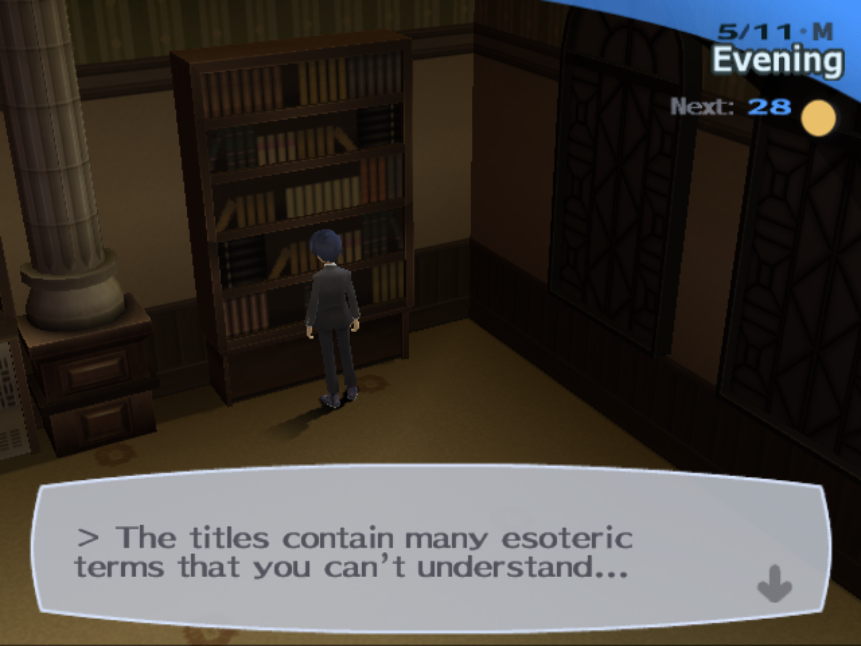 5/11·M
Evening
Next: 28
> The titles contain many esoteric
terms that you can't understand...